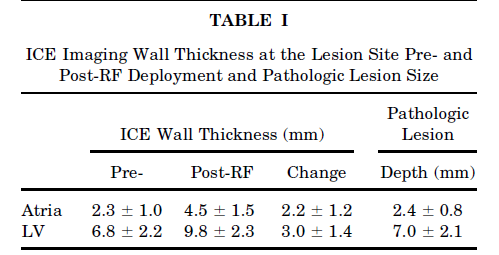 TABLE I
ICE Imaging Wall Thickness at the Lesion Site Pre- and
Post-RF Deployment and Pathologic Lesion Size
Pathologic
ICE Wall Thickness (mm) Lesion
Pre- Post-RF Change Depth (mm)
Atria 2.3 ± 1.0 4.5 ± 1.5 2.2 ± 1.2 2.4 ± 0.8
LV 6.8 ± 2.2 9.8 ± 2.3 3.0 ± 1.4 7.0 ± 2.1